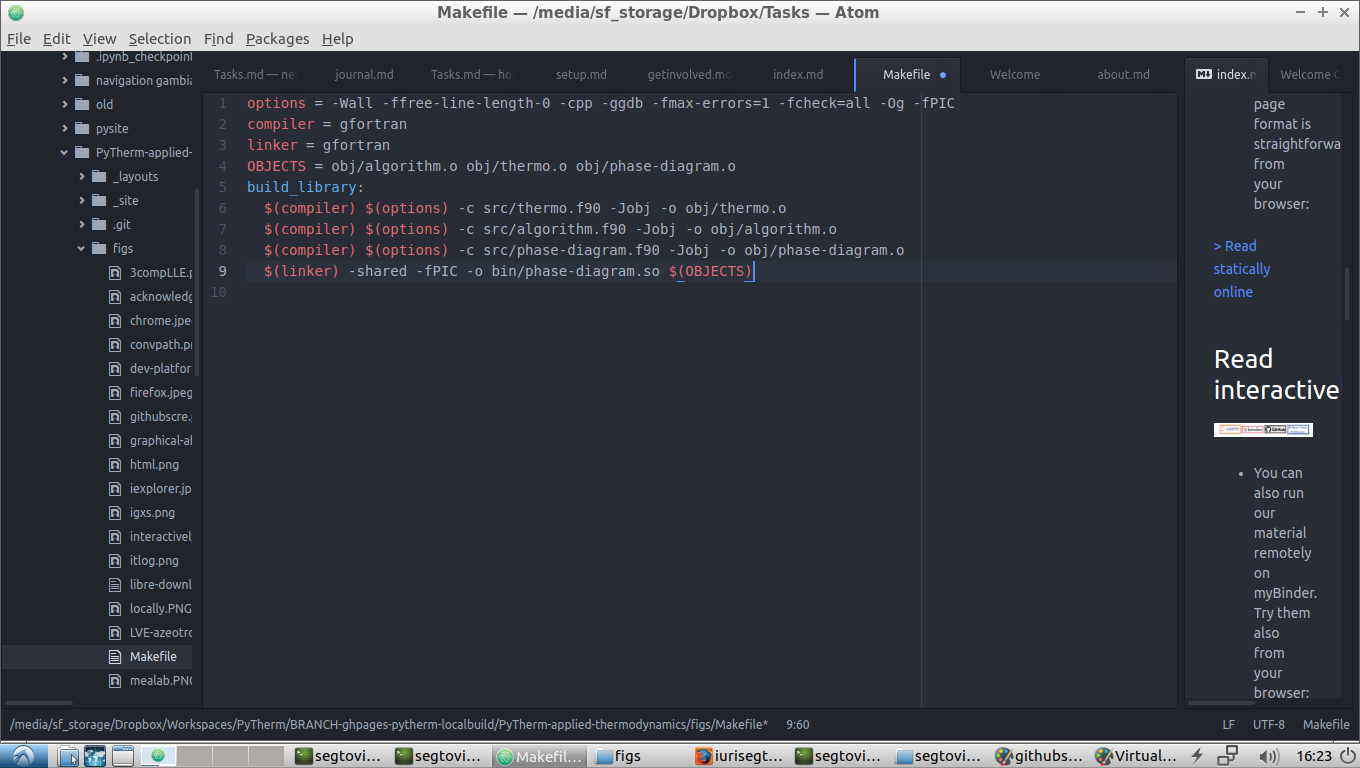 Makefile — /media/sf_storage/Dropbox/Tasks — Atom
File Edit View Selection Find Packages Help
.ipynb_checkpoin
navigation gambia
old
pysite
PyTherm-applied-
_layouts
_site
.git
figs
3compLLE.p
acknowledg
chrome.jpe
convpath.pn
dev-platfor
firefox.jpeg
githubscre.p
graphical-al
html.png
iexplorer.jp
igxs.png
interactivel
itlog.png
libre-downl
locally.PNG
LVE-azeotro
Makefile
mealab.PNG
Tasks.md — ne journal.md Tasks.md — ho setup.md getinvolved.md index.md Makefile Welcome about.md
1 options = -Wall -ffree-line-length-0 -cpp -ggdb -fmax-errors=1 -fcheck=all -Og -fPIC
2 compiler = gfortran
3 linker = gfortran
4 OBJECTS = obj/algorithm.o obj/thermo.o obj/phase-diagram.o
5 build_library:
6 $(compiler) $(options) -c src/thermo.f90 -Jobj -o obj/thermo.o
7 $(compiler) $(options) -c src/algorithm.f90 -Jobj -o obj/algorithm.o
8 $(compiler) $(options) -c src/phase-diagram.f90 -Jobj -o obj/phase-diagram.o
9 $(linker) -shared -fPIC -o bin/phase-diagram.so $(OBJECTS)
10
index.m Welcome G
page
format is
straightforwa
from
your
browser:
> Read
statically
online
Read
interactive
You can
also run
our
material
remotely
on
myBinder.
Try them
also
from
your
browser:
/media/sf_storage/Dropbox/Workspaces/PyTherm/BRANCH-ghpages-pytherm-localbuild/PyTherm-applied-thermodynamics/figs/Makefile* 9:60 LF UTF-8 Makefile
segtovi... segtovi... Makefil... figs iurisegt... segtovi... segtovi... githubs... Virtual... 16:23